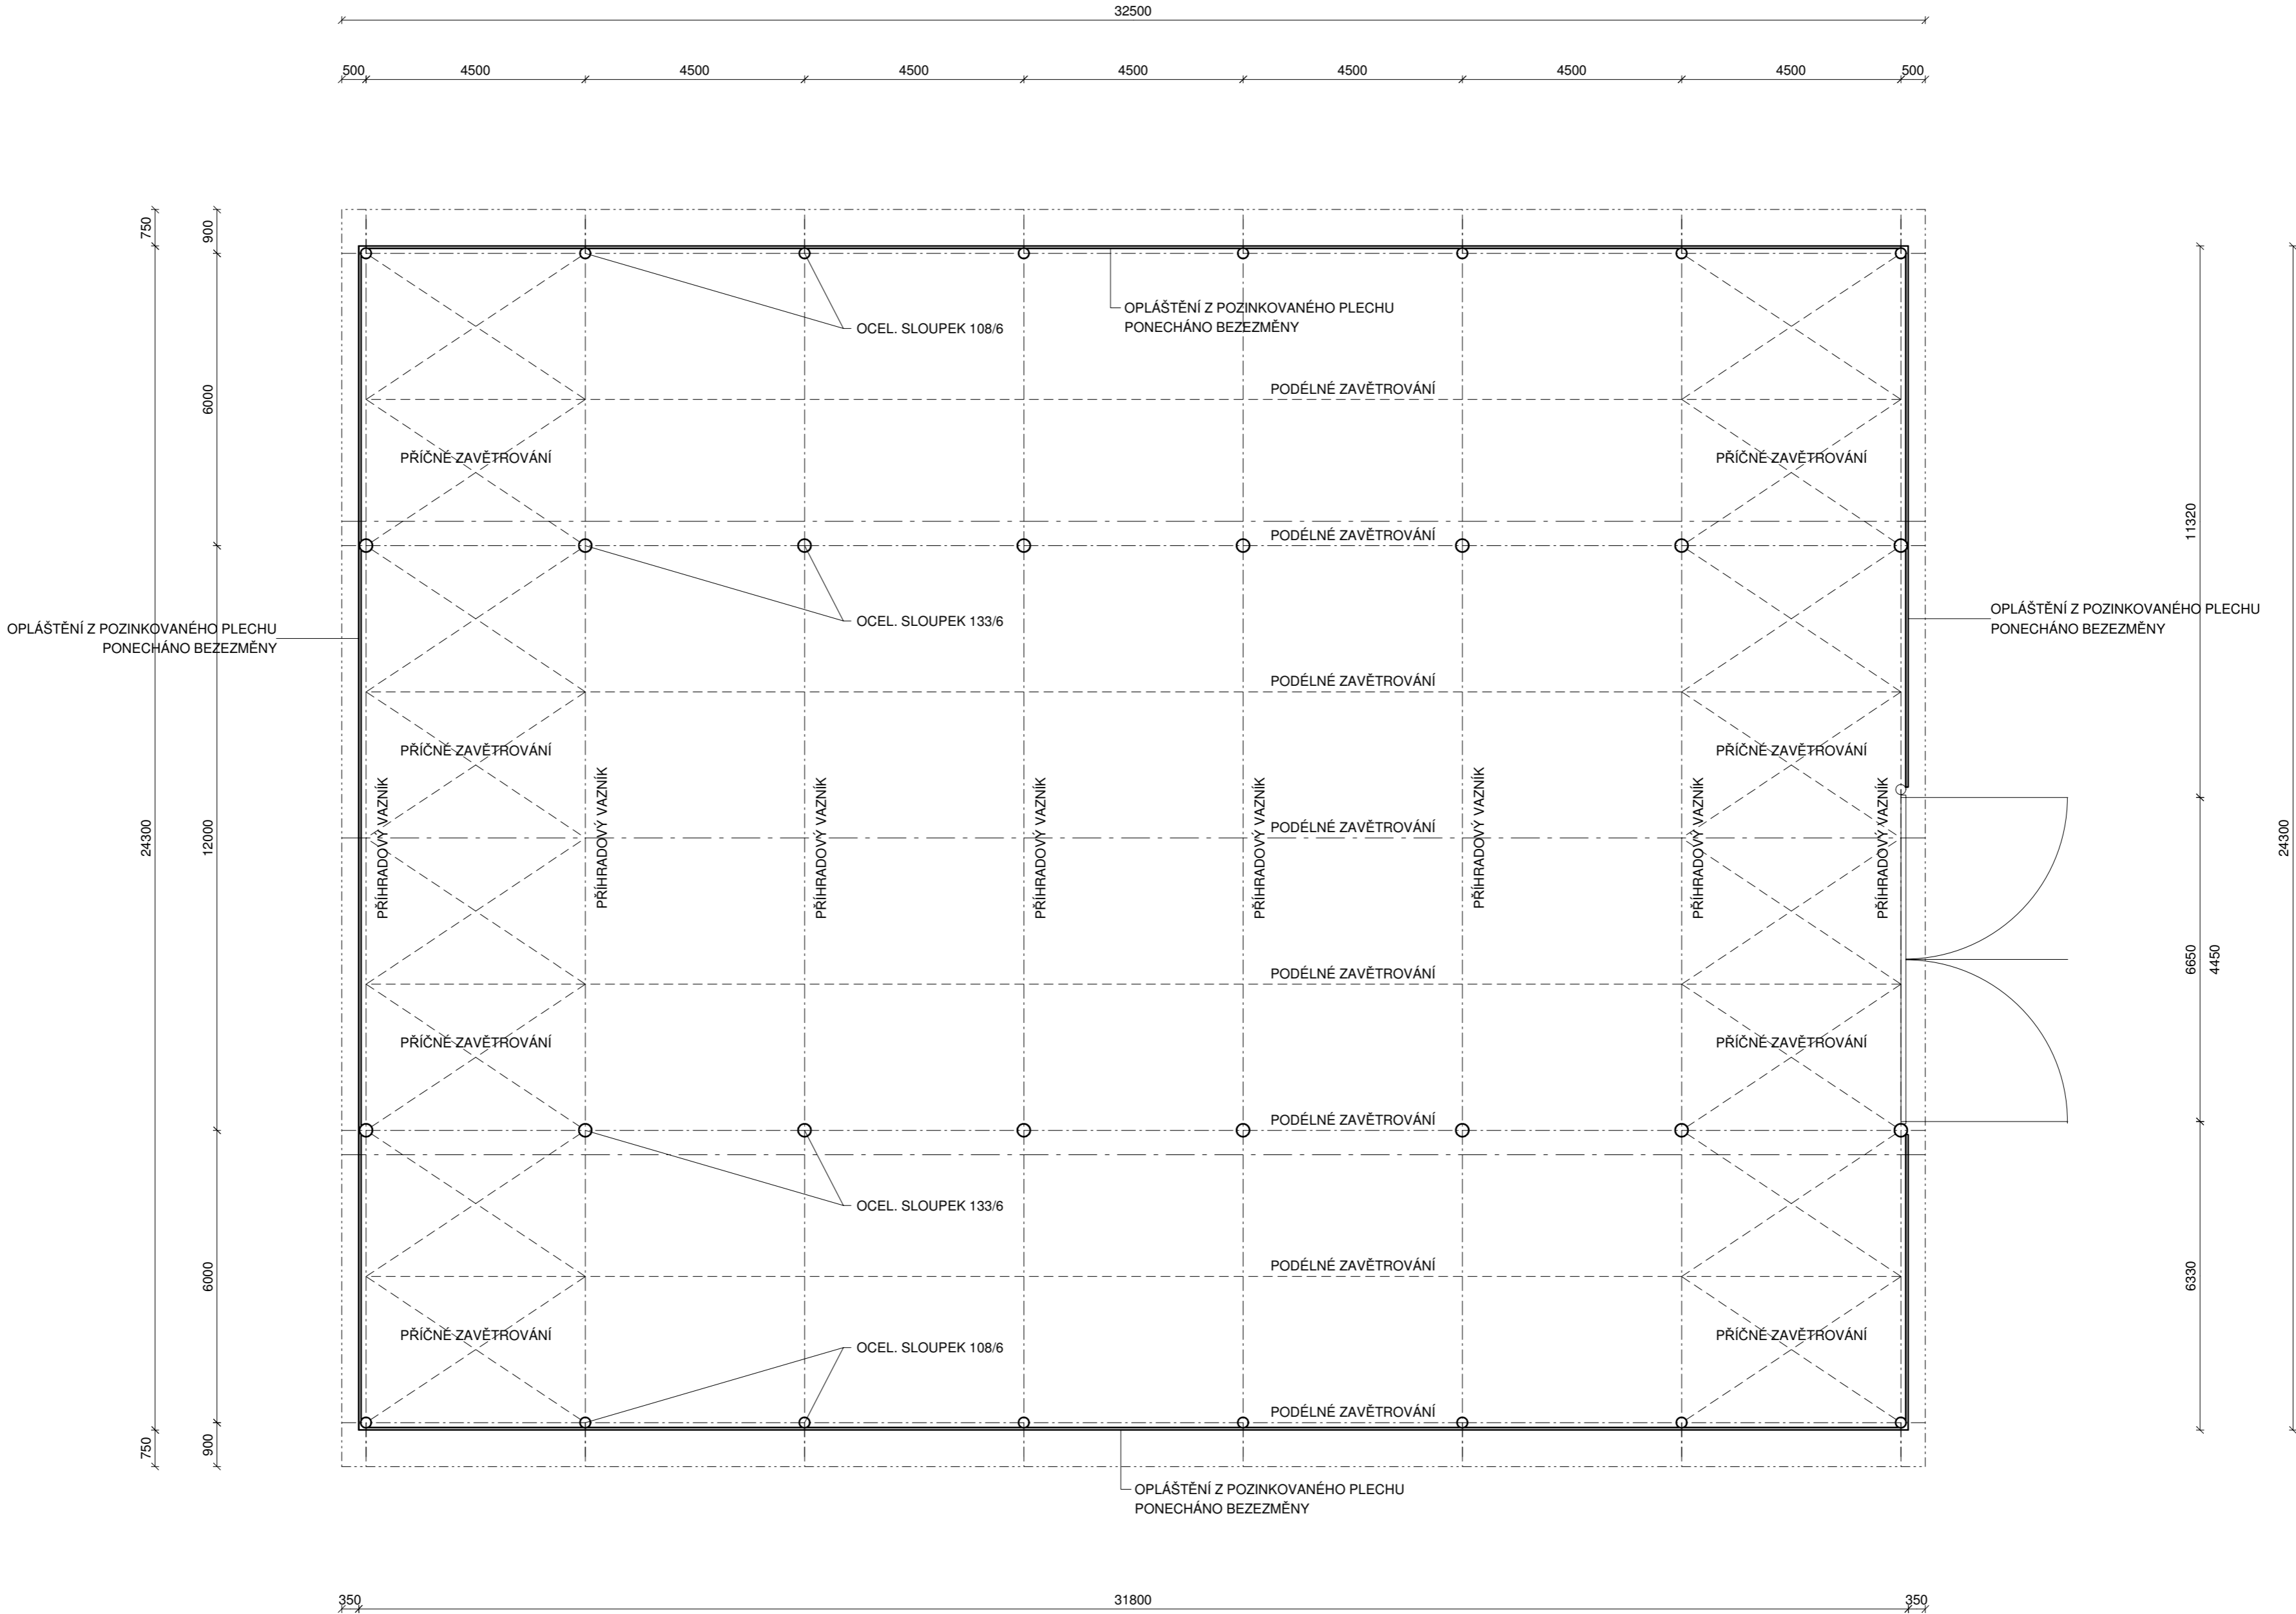 32500
500 4500 4500 4500 4500 4500 4500 4500 500
750
900
OCEL. SLOUPEK 108/6
OPLÁŠTĚNÍ Z POZINKOVANÉHO PLECHU
PONECHÁNO BEZEZMĚNY
6000
PODÉLNÉ ZAVĚTROVÁNÍ
PŘÍČNÉ ZAVĚTROVÁNÍ
PŘÍČNÉ ZAVĚTROVÁNÍ
11320
PODÉLNÉ ZAVĚTROVÁNÍ
OPLÁŠTĚNÍ Z POZINKOVANÉHO PLECHU
PONECHÁNO BEZEZMĚNY
OCEL. SLOUPEK 133/6
OPLÁŠTĚNÍ Z POZINKOVANÉHO PLECHU
PONECHÁNO BEZEZMĚNY
PODÉLNÉ ZAVĚTROVÁNÍ
PŘÍČNÉ ZAVĚTROVÁNÍ
PŘÍČNÉ ZAVĚTROVÁNÍ
24300
12000
PŘÍHRADOVÝ VAZNÍK
PŘÍHRADOVÝ VAZNÍK
PŘÍHRADOVÝ VAZNÍK
PŘÍHRADOVÝ VAZNÍK
PŘÍHRADOVÝ VAZNÍK
PŘÍHRADOVÝ VAZNÍK
PŘÍHRADOVÝ VAZNÍK
PŘÍHRADOVÝ VAZNÍK
PODÉLNÉ ZAVĚTROVÁNÍ
24300
6650
4450
PODÉLNÉ ZAVĚTROVÁNÍ
PŘÍČNÉ ZAVĚTROVÁNÍ
PŘÍČNÉ ZAVĚTROVÁNÍ
PODÉLNÉ ZAVĚTROVÁNÍ
OCEL. SLOUPEK 133/6
6000
PODÉLNÉ ZAVĚTROVÁNÍ
6330
PŘÍČNÉ ZAVĚTROVÁNÍ
PŘÍČNÉ ZAVĚTROVÁNÍ
OCEL. SLOUPEK 108/6
PODÉLNÉ ZAVĚTROVÁNÍ
750
900
OPLÁŠTĚNÍ Z POZINKOVANÉHO PLECHU
PONECHÁNO BEZEZMĚNY
350 31800 350